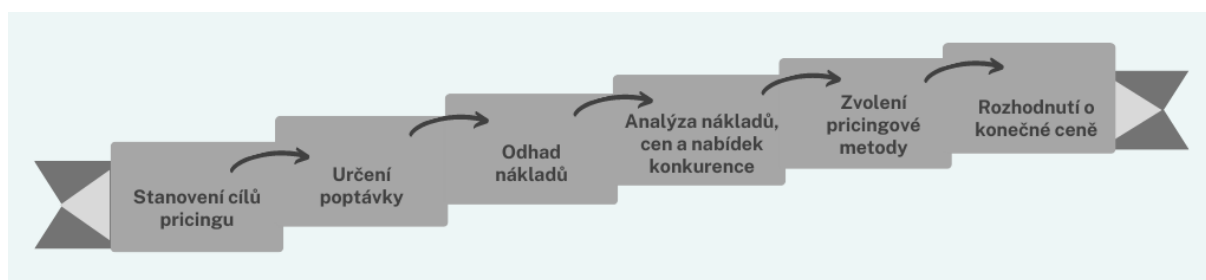 Stanovení cílů
pricingu
Určení
poptávky
Odhad
nákladů
Analýza nákladů,
cen a nabídek
konkurence
Zvolení
pricingové
metody
Rozhodnutí o
konečné ceně